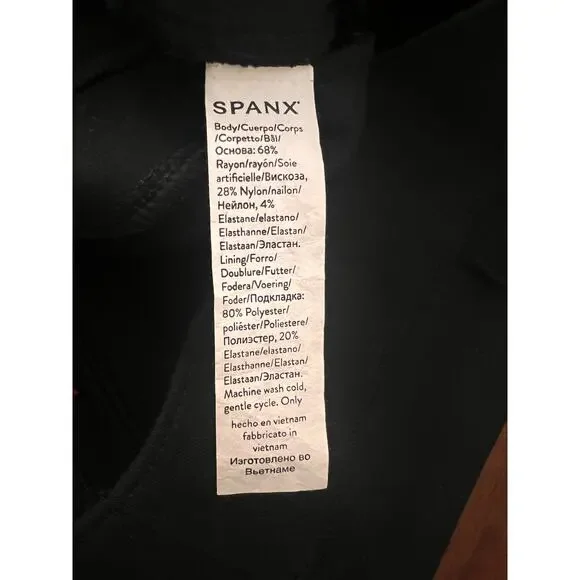 SPANX®
Body/Cuerpo/Corps
/Corpetto/Bål/
Основа: 68%
Rayon/rayón/Soie
artificielle/Вискоза,
28% Nylon/nailon/
Нейлон, 4%
Elastane/elastano/
Elasthanne/Elastan/
Elastaan/Эластан.
Lining/Forro/
Doublure/Futter/
Fodera/Voering/
Foder/Подкладка:
80% Polyester/
poliéster/Poliestere/
Полиэстер, 20%
Elastane/elastano/
Elasthanne/Elastan/
Elastaan/Эластан.
Machine wash cold,
gentle cycle. Only
hecho en vietnam
fabbricato in
vietnam
Изготовлено во
Вьетнаме